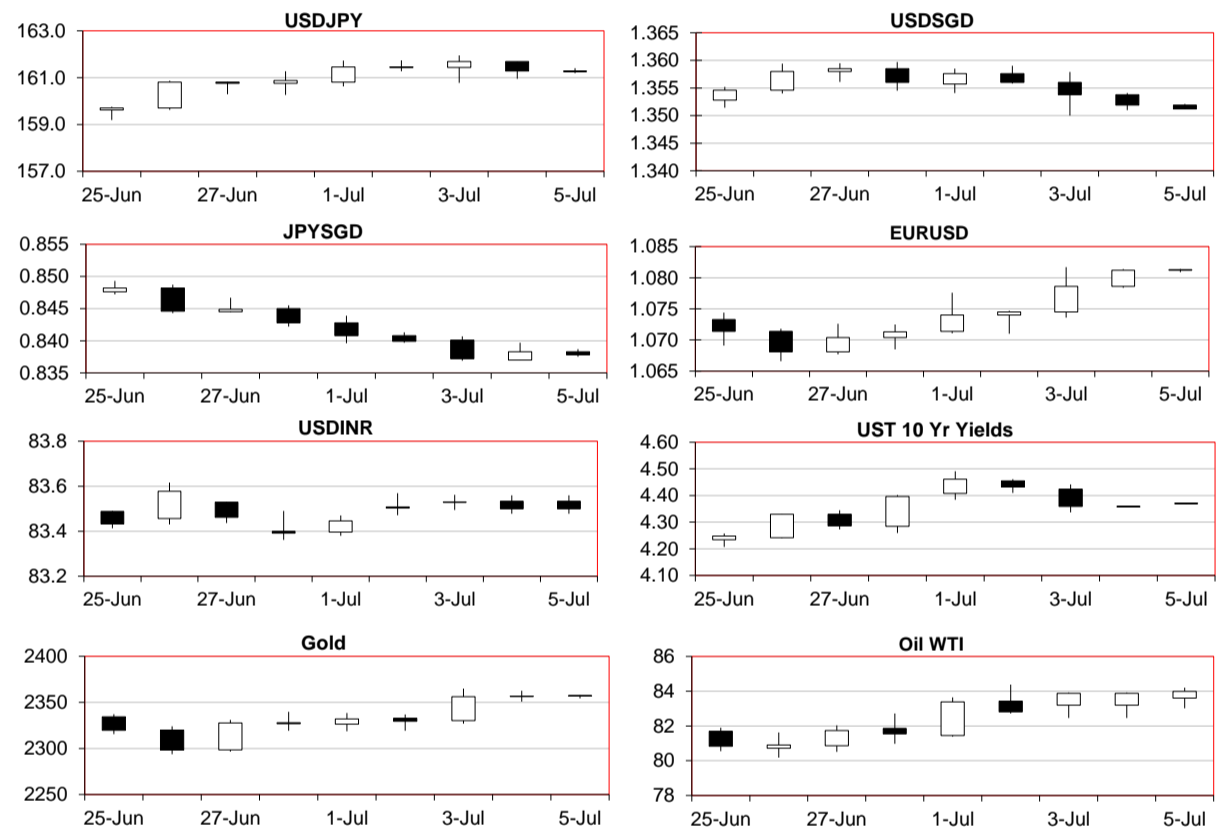 USDJPY
163.0
161.0
159.0
157.0
25-Jun 27-Jun 1-Jul 3-Jul 5-Jul
USDSGD
1.365
1.360
1.355
1.350
1.345
1.340
25-Jun 27-Jun 1-Jul 3-Jul 5-Jul
JPYSGD
0.855
0.850
0.845
0.840
0.835
25-Jun 27-Jun 1-Jul 3-Jul 5-Jul
EURUSD
1.085
1.080
1.075
1.070
1.065
25-Jun 27-Jun 1-Jul 3-Jul 5-Jul
USDINR
83.8
83.6
83.4
83.2
25-Jun 27-Jun 1-Jul 3-Jul 5-Jul
UST 10 Yr Yields
4.60
4.50
4.40
4.30
4.20
4.10
25-Jun 27-Jun 1-Jul 3-Jul 5-Jul
Gold
2400
2350
2300
2250
25-Jun 27-Jun 1-Jul 3-Jul 5-Jul
Oil WTI
86
84
82
80
78
25-Jun 27-Jun 1-Jul 3-Jul 5-Jul